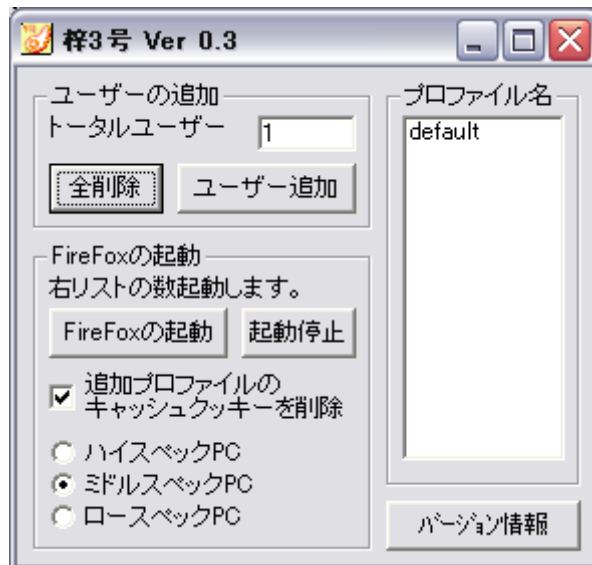 梓3号 Ver 0.3
ユーザーの追加
トータルユーザー 1
全削除 ユーザー追加
FireFoxの起動
右リストの数起動します。
FireFoxの起動 起動停止
追加プロファイルの
キャッシュクッキーを削除
ハイスペックPC
ミドルスペックPC
ロースペックPC
プロファイル名
default
バージョン情報